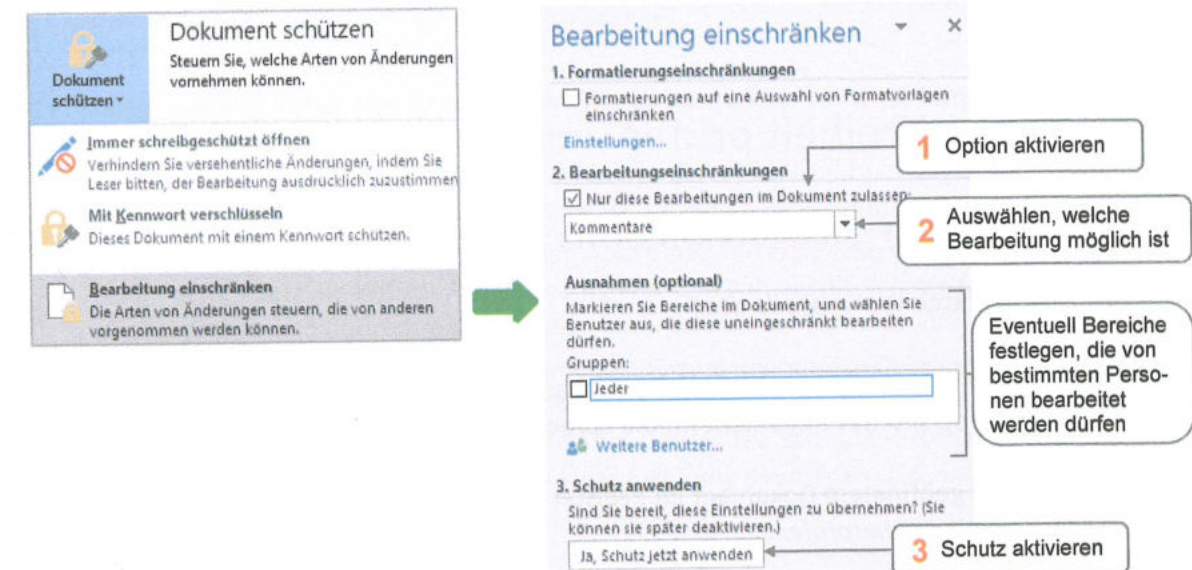 Dokument schützen
Steuern Sie, welche Arten von Änderungen
vornehmen können.
Dokument
schützen
Immer schreibgeschützt öffnen
Verhindern Sie versehentliche Änderungen, indem Sie
Leser bitten, der Bearbeitung ausdrücklich zuzustimmen
Mit Kennwort verschlüsseln
Dieses Dokument mit einem Kennwort schützen.
Bearbeitung einschränken
Die Arten von Änderungen steuern, die von anderen
vorgenommen werden können.
Bearbeitung einschränken
1. Formatierungseinschränkungen
Formatierungen auf eine Auswahl von Formatvorlagen
einschränken
Einstellungen...
2. Bearbeitungseinschränkungen
Nur diese Bearbeitungen im Dokument zulassen:
Kommentare
Ausnahmen (optional)
Markieren Sie Bereiche im Dokument, und wählen Sie
Benutzer aus, die diese uneingeschränkt bearbeiten
dürfen.
Gruppen:
Jeder
Weitere Benutzer...
3. Schutz anwenden
Sind Sie bereit, diese Einstellungen zu übernehmen? (Sie
können sie später deaktivieren.)
Ja, Schutz jetzt anwenden
1 Option aktivieren
2 Auswählen, welche
Bearbeitung möglich ist
Eventuell Bereiche
festlegen, die von
bestimmten Perso-
nen bearbeitet
werden dürfen
3 Schutz aktivieren